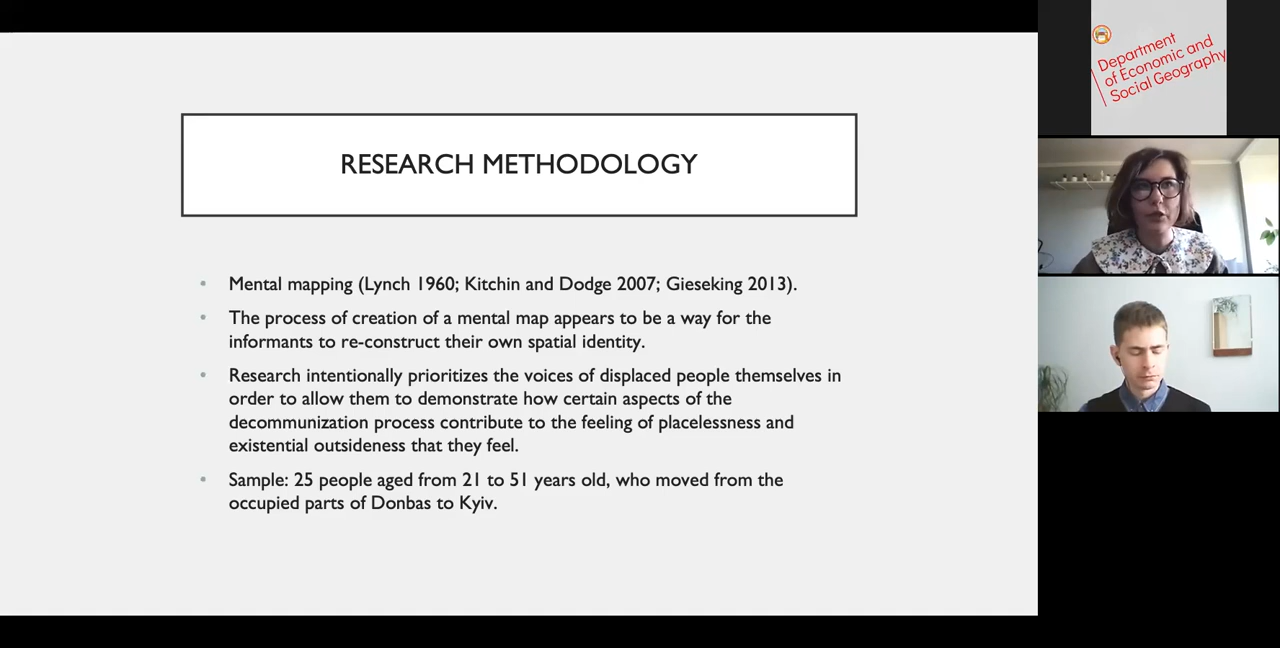 RESEARCH METHODOLOGY
• Mental mapping (Lynch 1960; Kitchin and Dodge 2007; Gieseking 2013).
• The process of creation of a mental map appears to be a way for the
informants to re-construct their own spatial identity.
• Research intentionally prioritizes the voices of displaced people themselves in
order to allow them to demonstrate how certain aspects of the
decommunization process contribute to the feeling of placelessness and
existential outsideness that they feel.
• Sample: 25 people aged from 21 to 51 years old, who moved from the
occupied parts of Donbas to Kyiv.
Department
of Economic and
Social Geography